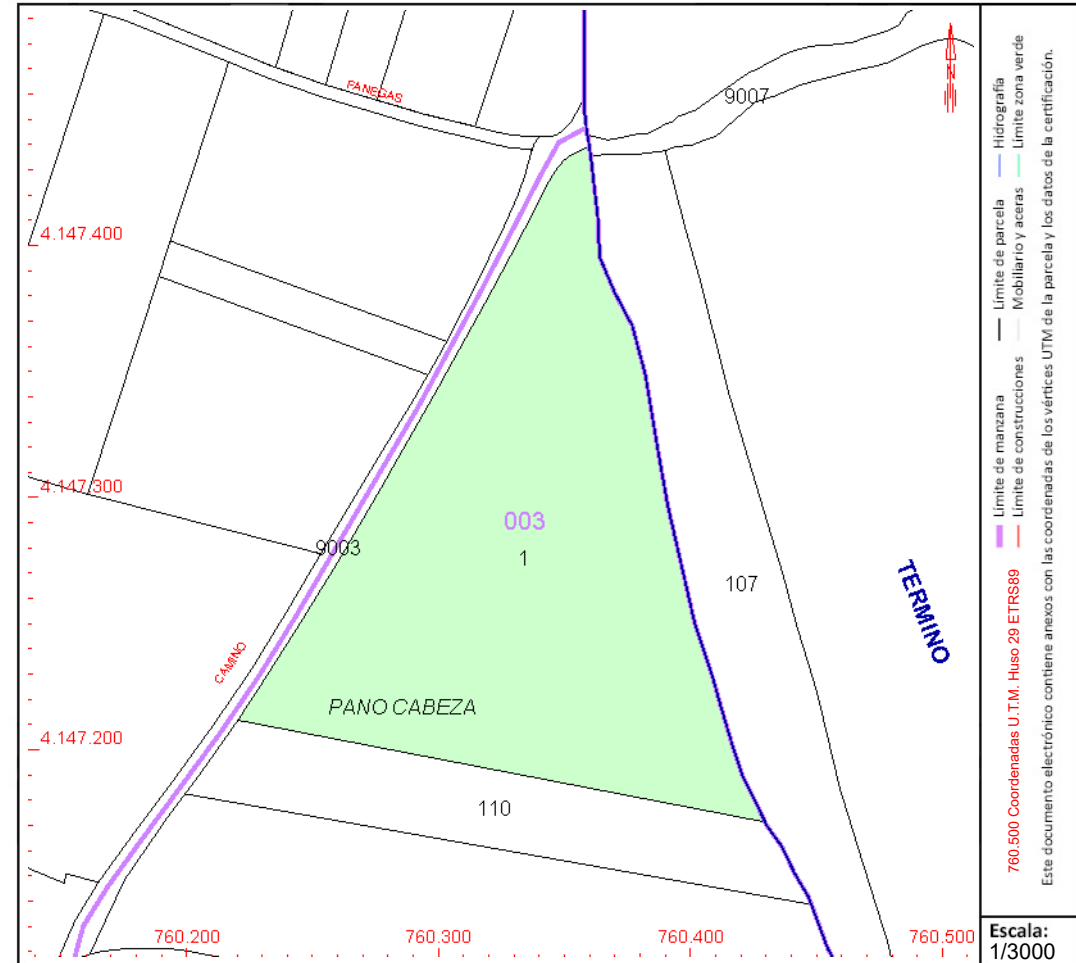 FANEGAS
9007
N
4.147.400
4.147.300
003
1
9003
107
TERMINO
CAMINO
PANO CABEZA
4.147.200
110
760.200
760.300
760.400
760.500
760.500 Coordenadas U.T.M. Huso 29 ETRS89
Límite de manzana
Límite de parcela
Hidrografía
Límite de construcciones
Mobiliario y aceras
Límite zona verde
Este documento electrónico contiene anexos con las coordenadas de los vértices UTM de la parcela y los datos de la certificación.
Escala:
1/3000